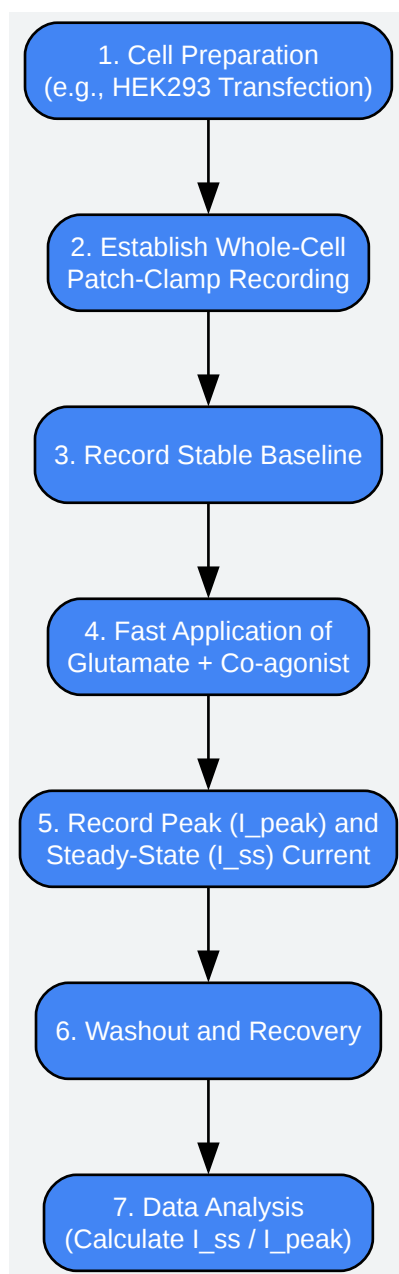 1. Cell Preparation
(e.g., HEK293 Transfection)
2. Establish Whole-Cell
Patch-Clamp Recording
3. Record Stable Baseline
4. Fast Application of
Glutamate + Co-agonist
5. Record Peak (I_peak) and
Steady-State (I_ss) Current
6. Washout and Recovery
7. Data Analysis
(Calculate I_ss / I_peak)